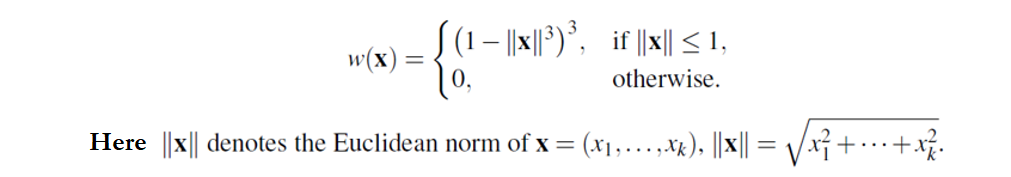 w(x) = { (1 − ‖x‖³)³, if ‖x‖ ≤ 1,
0, otherwise.
Here ‖x‖ denotes the Euclidean norm of x = (x₁,…,xₖ), ‖x‖ = √(x₁² + ⋯ + xₖ²).